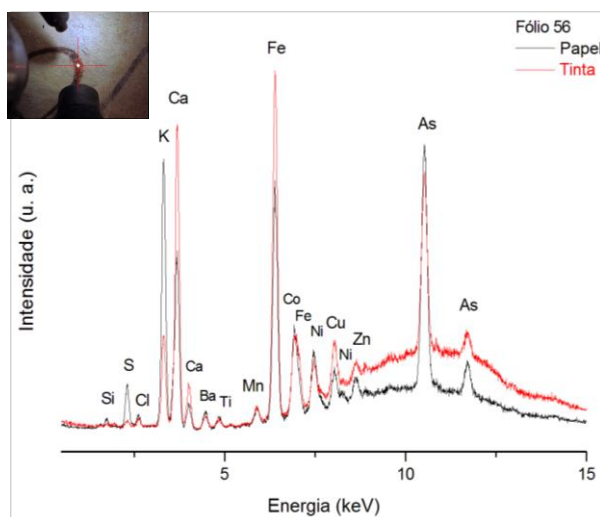 Fólio 56
Papel
Tinta
Fe
Ca
K
As
Co
Fe
Ni
Cu
Ni
Zn
As
S
Si
Cl
Ca
Ba
Ti
Mn
Intensidade (u. a.)
5
10
15
Energia (keV)